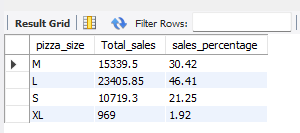 Result Grid Filter Rows:
pizza_size Total_sales sales_percentage
M 15339.5 30.42
L 23405.85 46.41
S 10719.3 21.25
XL 969 1.92